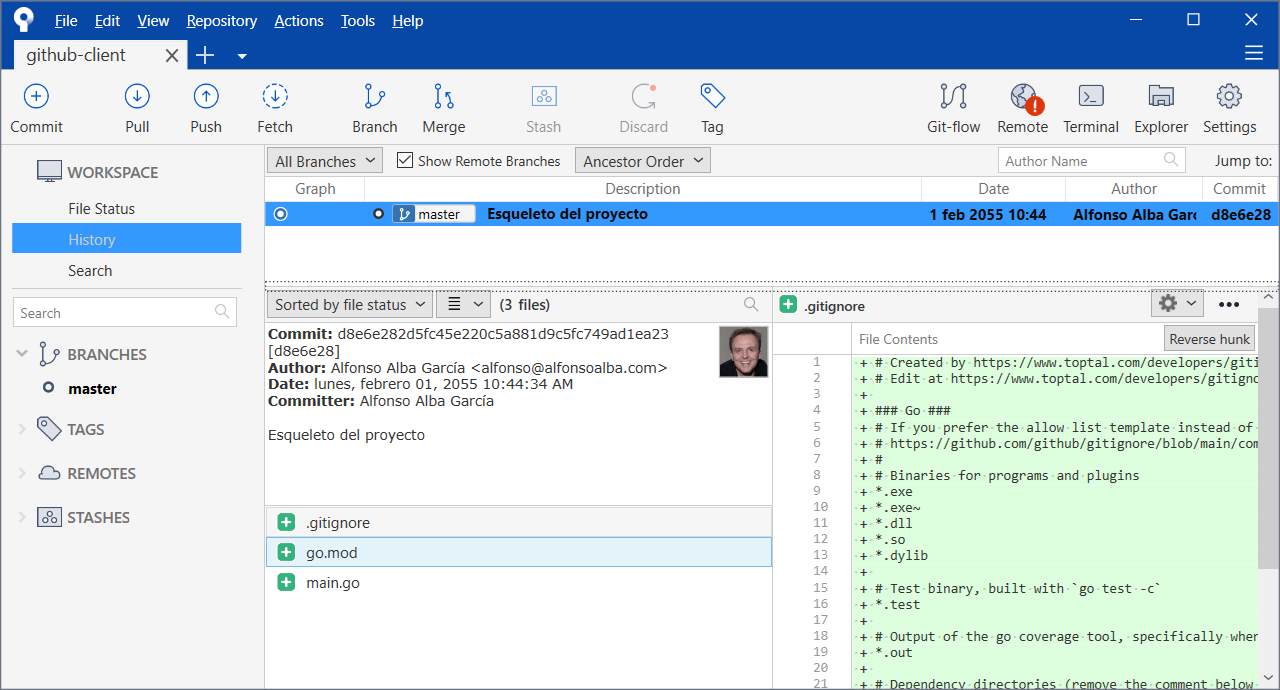 File Edit View Repository Actions Tools Help
github-client
Commit Pull Push Fetch Branch Merge Stash Discard Tag Git-flow Remote Terminal Explorer Settings
WORKSPACE
File Status
History
Search
Search
BRANCHES
master
TAGS
REMOTES
STASHES
All Branches Show Remote Branches Ancestor Order Author Name Jump to:
Graph Description Date Author Commit
master Esqueleto del proyecto 1 feb 2055 10:44 Alfonso Alba Garc d8e6e28
Sorted by file status (3 files)
Commit: d8e6e282d5fc45e220c5a881d9c5fc749ad1ea23
[d8e6e28]
Author: Alfonso Alba García <alfonso@alfonsoalba.com>
Date: lunes, febrero 01, 2055 10:44:34 AM
Committer: Alfonso Alba García
Esqueleto del proyecto
.gitignore
go.mod
main.go
.gitignore
File Contents Reverse hunk
1 + # Created by https://www.toptal.com/developers/giti
2 + # Edit at https://www.toptal.com/developers/gitigno
3 +
4 + ### Go ###
5 + # If you prefer the allow list template instead of
6 + # https://github.com/github/gitignore/blob/main/com
7 + #
8 + # Binaries for programs and plugins
9 + *.exe
10 + *.exe~
11 + *.dll
12 + *.so
13 + *.dylib
14 +
15 + # Test binary, built with `go test -c`
16 + *.test
17 +
18 + # Output of the go coverage tool, specifically when
19 + *.out
20 +
21 + # Dependency directories (remove the comment below